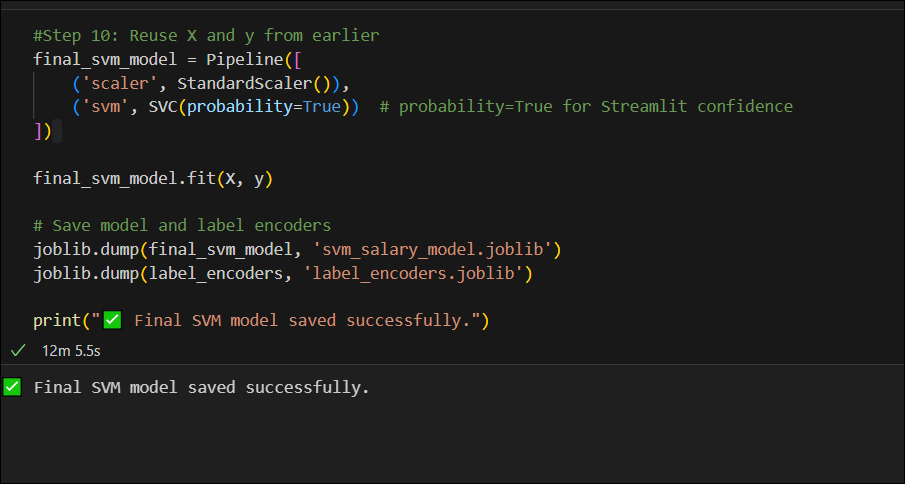 #Step 10: Reuse X and y from earlier
final_svm_model = Pipeline([
    ('scaler', StandardScaler()),
    ('svm', SVC(probability=True))  # probability=True for Streamlit confidence
])
final_svm_model.fit(X, y)
# Save model and label encoders
joblib.dump(final_svm_model, 'svm_salary_model.joblib')
joblib.dump(label_encoders, 'label_encoders.joblib')
print("✅ Final SVM model saved successfully.")
✓ 12m 5.5s
✅ Final SVM model saved successfully.